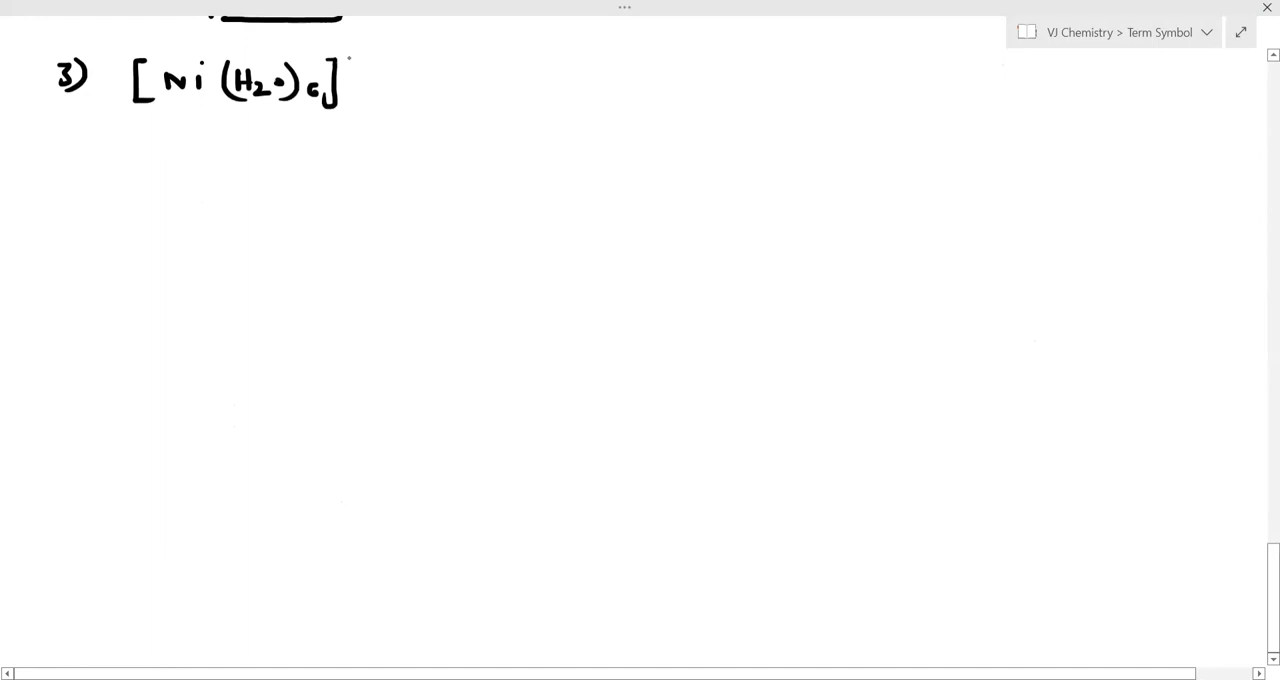 VJ Chemistry > Term Symbol
3) [Ni(H2O)6]